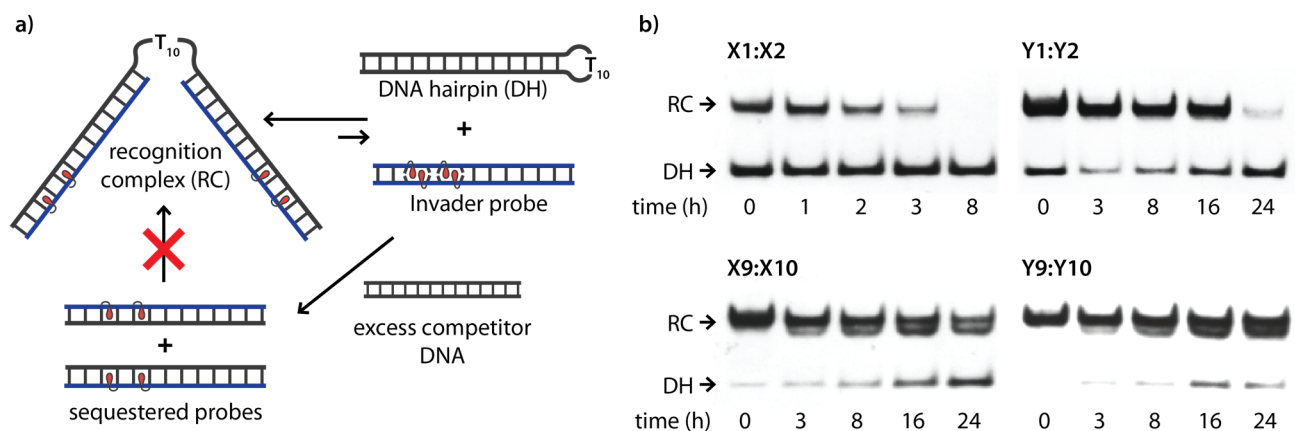 a)
T10
recognition
complex (RC)
DNA hairpin (DH)
T10
+
Invader probe
excess competitor
DNA
+
sequestered probes
b)
X1:X2
RC
DH
time (h) 0 1 2 3 8
Y1:Y2
0 3 8 16 24
X9:X10
RC
DH
time (h) 0 3 8 16 24
Y9:Y10
0 3 8 16 24